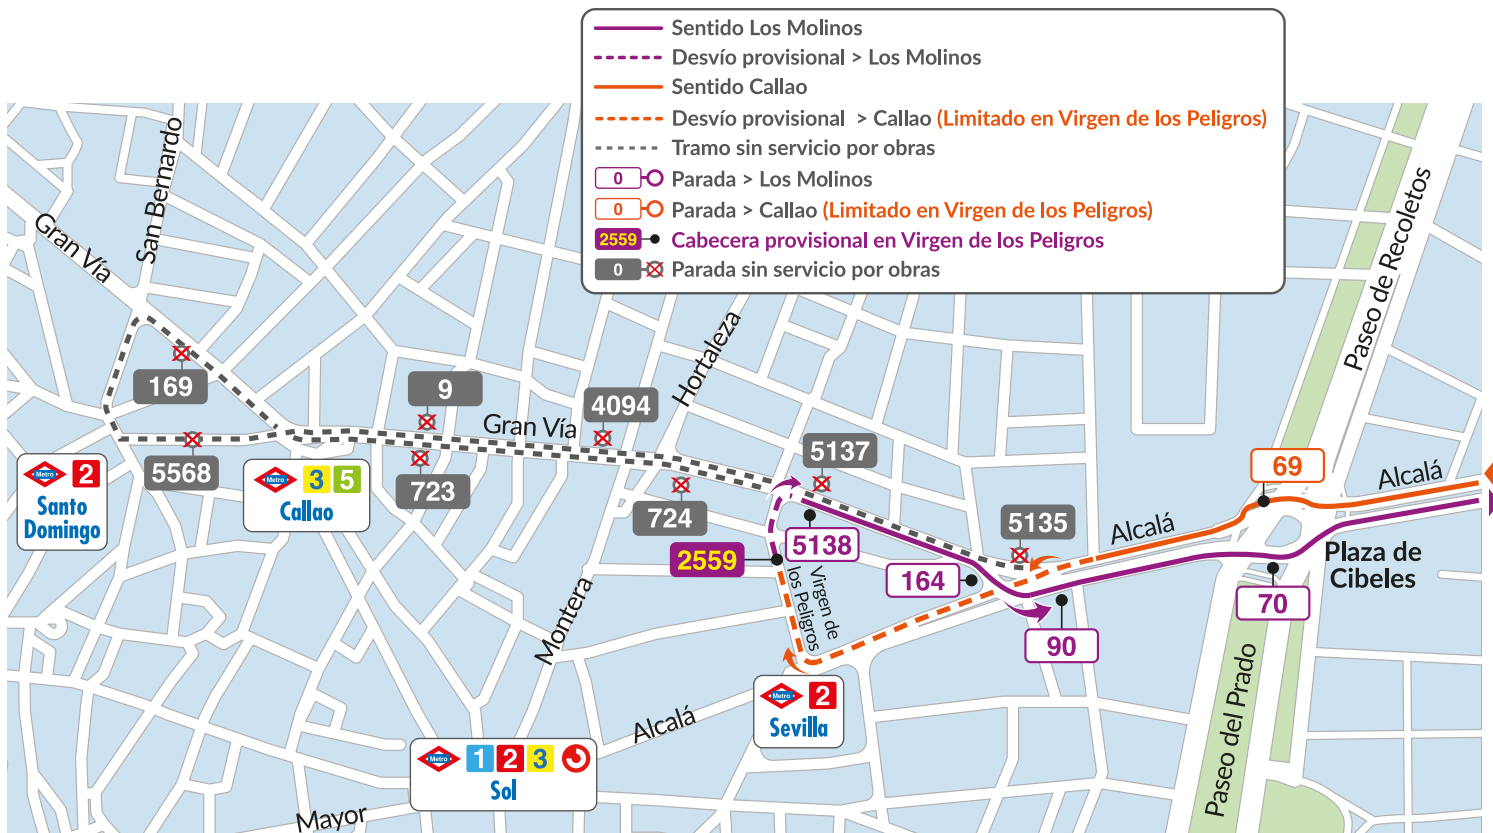 Sentido Los Molinos
Desvío provisional > Los Molinos
Sentido Callao
Desvío provisional > Callao (Limitado en Virgen de los Peligros)
Tramo sin servicio por obras
0 Parada > Los Molinos
0 Parada > Callao (Limitado en Virgen de los Peligros)
2559 Cabecera provisional en Virgen de los Peligros
0 Parada sin servicio por obras
San Bernardo
Gran Vía
Paseo de Recoletos
Hortaleza
169
9
4094
Gran Vía
5137
69
Alcalá
Metro 2
Santo
Domingo
5568
Metro 3 5
Callao
723
724
5135
Alcalá
5138
2559
164
Plaza de
Cibeles
70
Virgen de
los Peligros
90
Montera
Metro 2
Sevilla
Alcalá
Paseo del Prado
Metro 1 2 3
Sol
Mayor